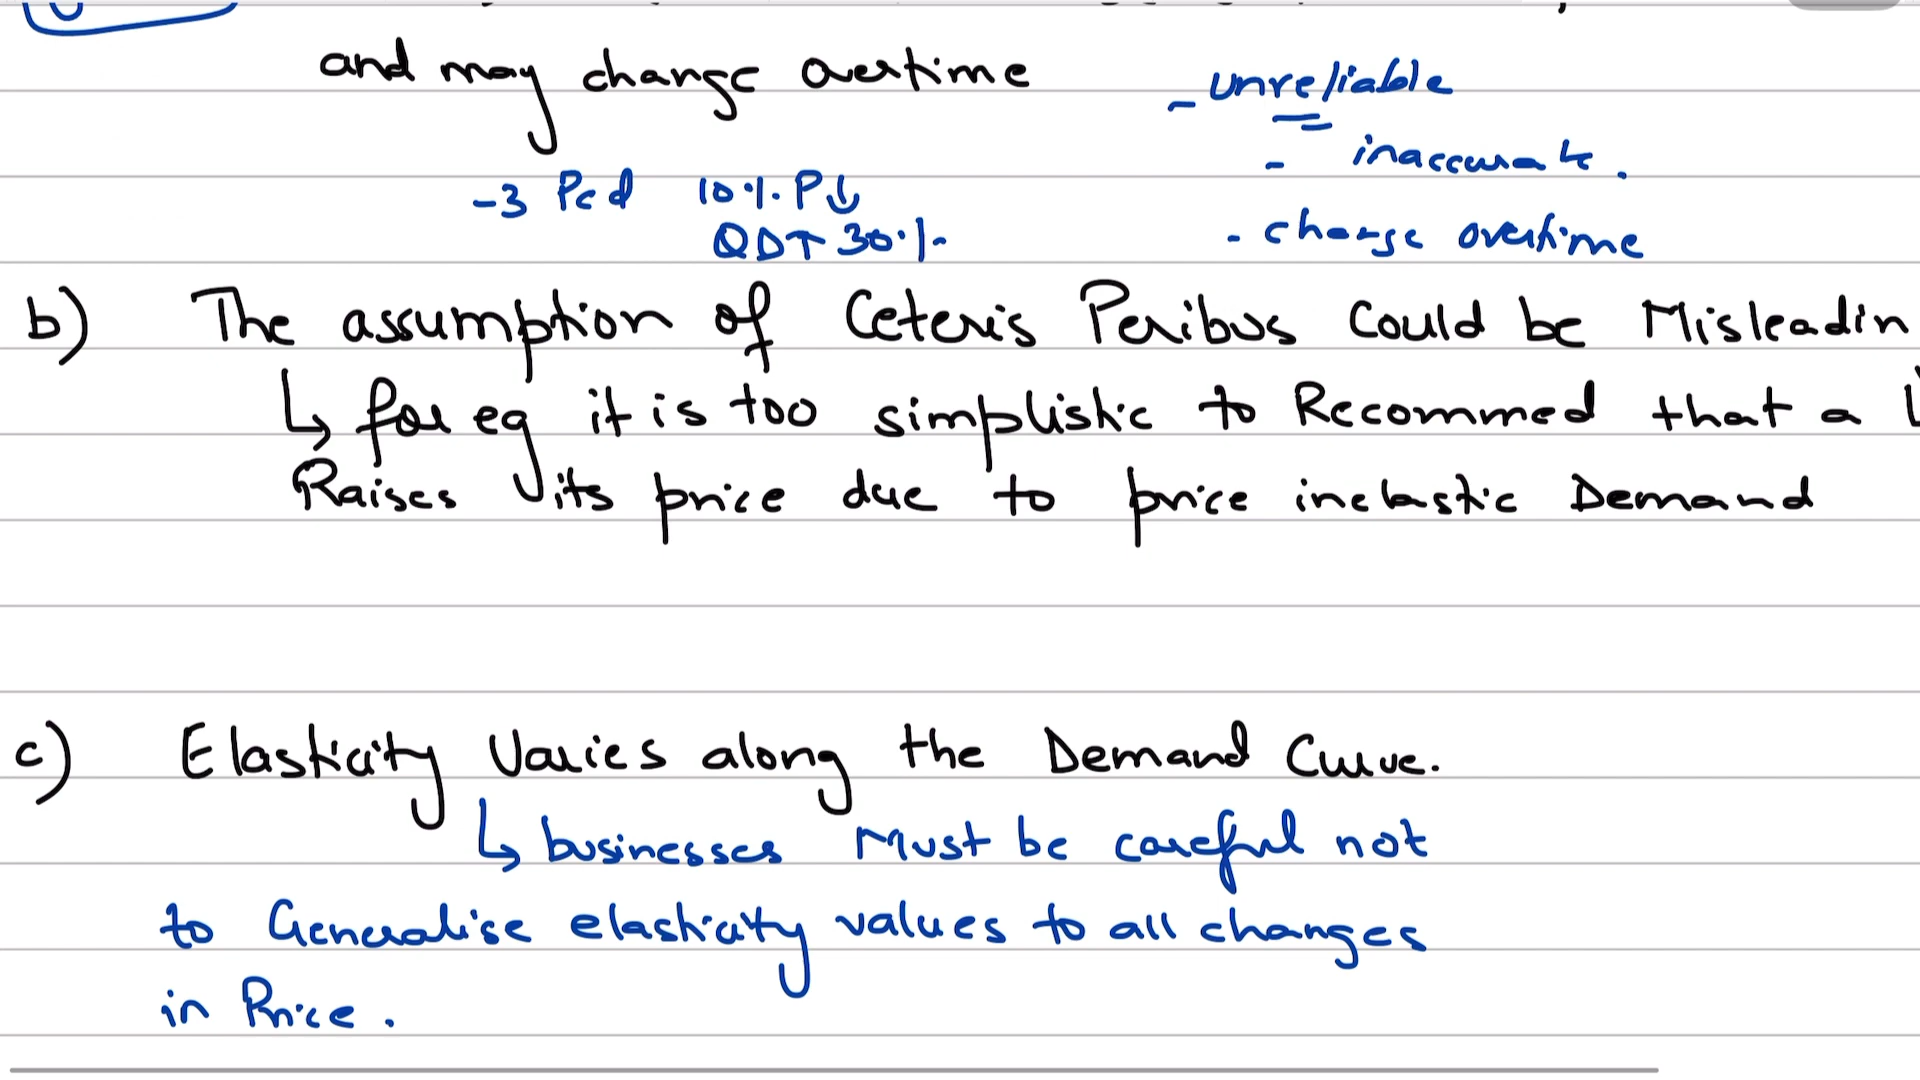 and may change overtime
- unreliable
- inaccurate.
-3 Ped 10% P↓
QD↑ 30%
- change overtime
b) The assumption of Ceteris Peribus Could be Misleadin
↳ for eg it is too simplistic to Recommed that a
Raises its price due to price inelastic Demand
c) Elasticity Varies along the Demand Curve.
↳ businesses Must be careful not
to Generalise elasticity values to all changes
in Price.